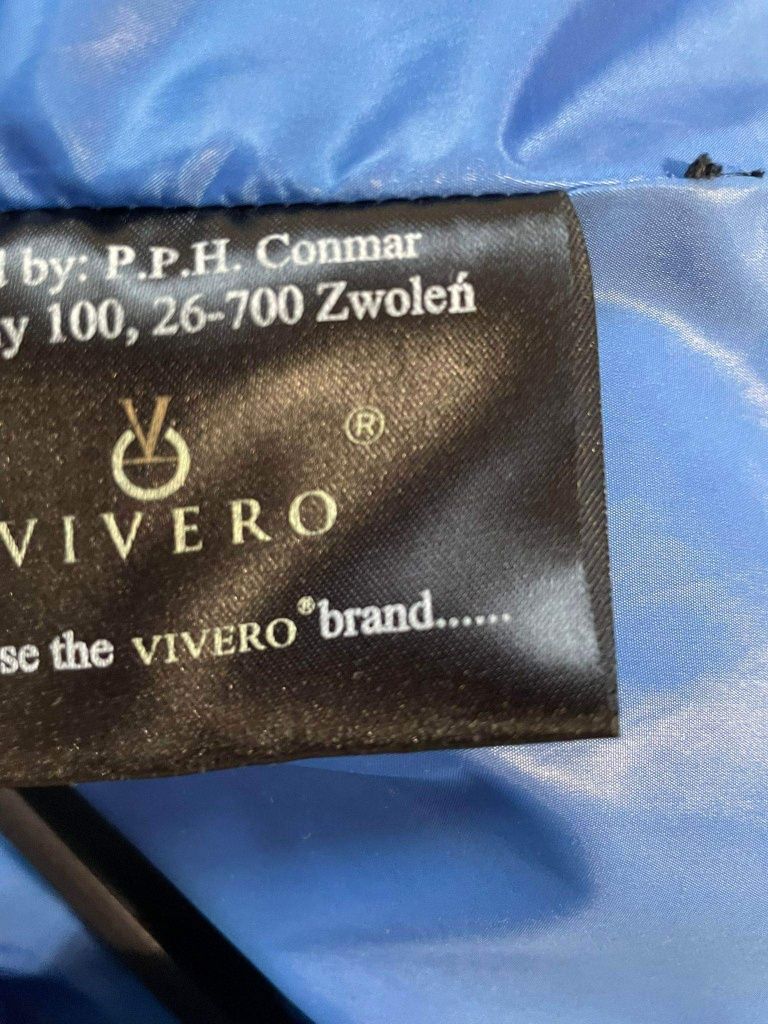 by: P.P.H. Conmar
y 100, 26-700 Zwoleń
®
VIVERO
se the VIVERO® brand......